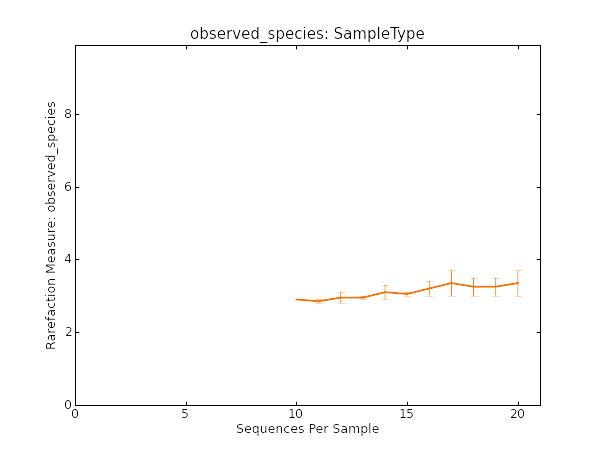 observed_species: SampleType
Rarefaction Measure: observed_species
8
6
4
2
0
0 5 10 15 20
Sequences Per Sample